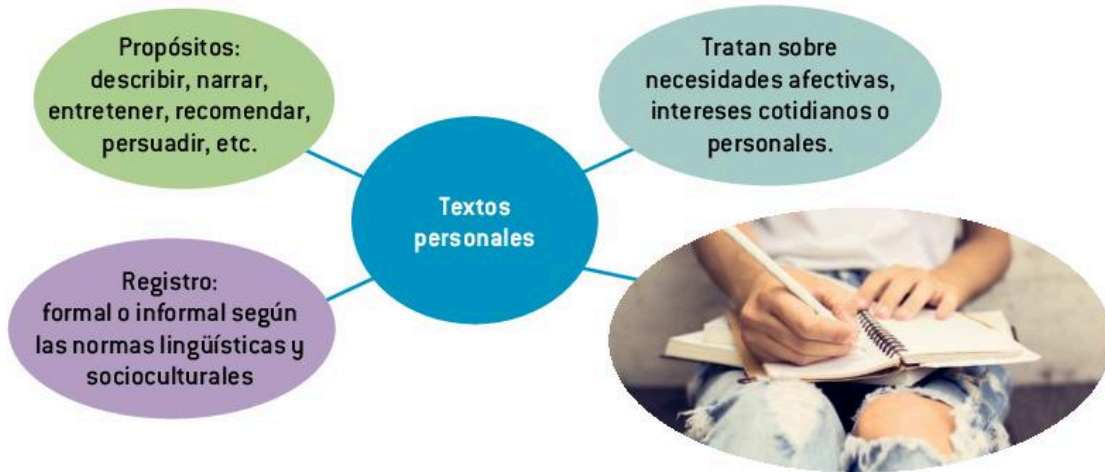 Propósitos:
describir, narrar,
entretener, recomendar,
persuadir, etc.
Tratan sobre
necesidades afectivas,
intereses cotidianos o
personales.
Textos
personales
Registro:
formal o informal según
las normas lingüísticas y
socioculturales